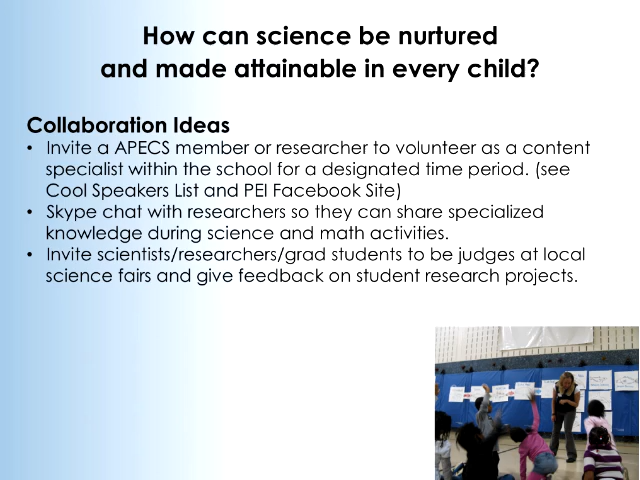 How can science be nurtured
and made attainable in every child?
Collaboration Ideas
• Invite a APECS member or researcher to volunteer as a content
specialist within the school for a designated time period. (see
Cool Speakers List and PEI Facebook Site)
• Skype chat with researchers so they can share specialized
knowledge during science and math activities.
• Invite scientists/researchers/grad students to be judges at local
science fairs and give feedback on student research projects.